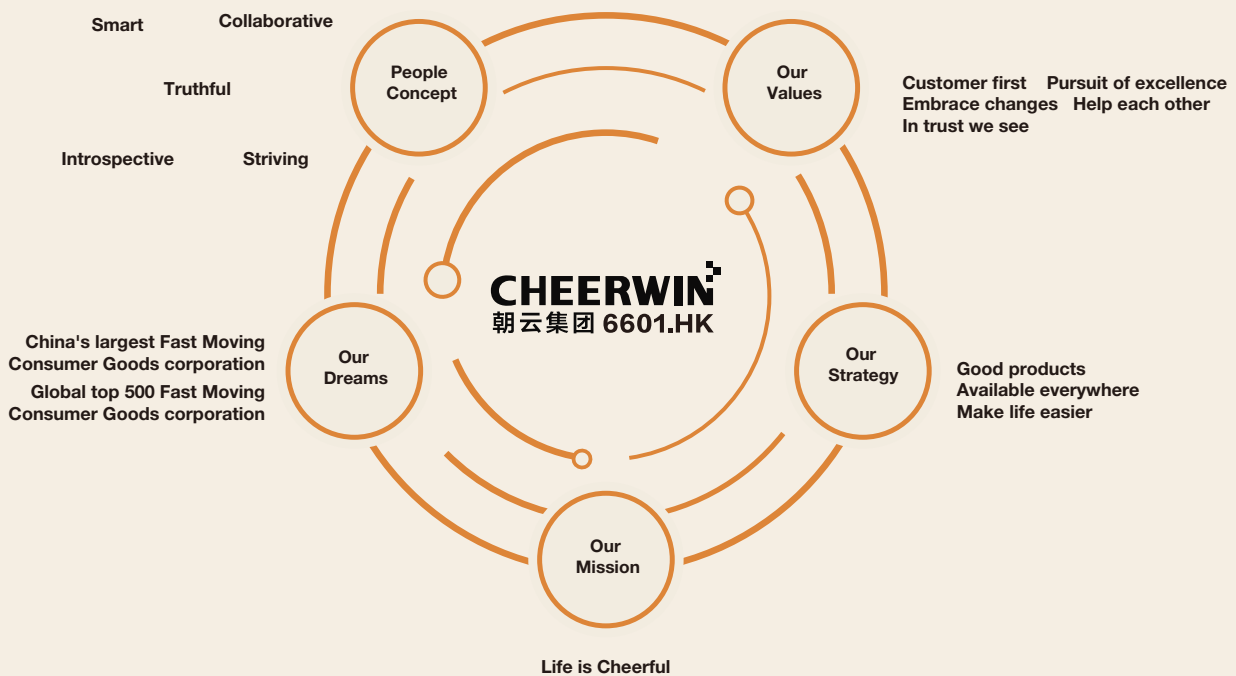 Smart
Collaborative
Truthful
Introspective
Striving
People
Concept
Our
Values
Customer first Pursuit of excellence
Embrace changes Help each other
In trust we see
CHEERWIN
朝云集团 6601.HK
China's largest Fast Moving
Consumer Goods corporation
Global top 500 Fast Moving
Consumer Goods corporation
Our
Dreams
Our
Strategy
Good products
Available everywhere
Make life easier
Our
Mission
Life is Cheerful